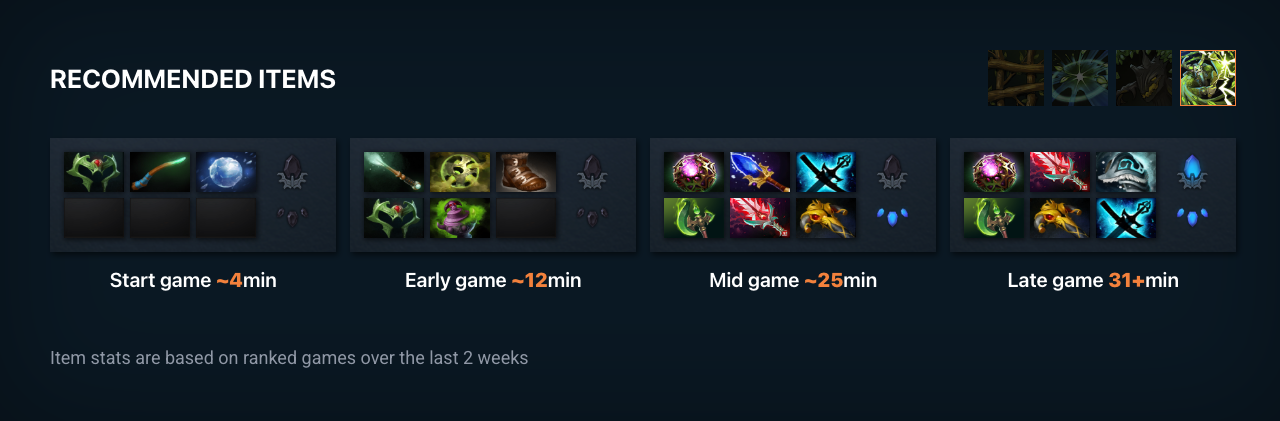 RECOMMENDED ITEMS
Start game ~4min
Early game ~12min
Mid game ~25min
Late game 31+min
Item stats are based on ranked games over the last 2 weeks